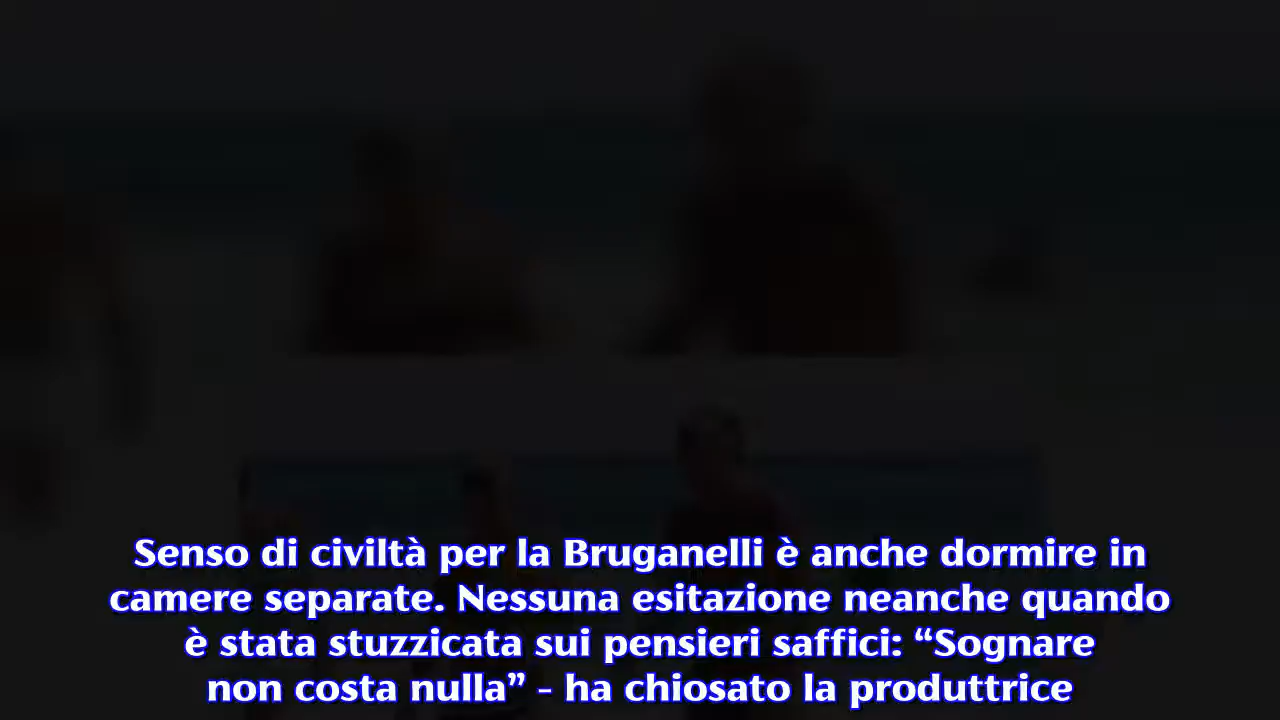 Senso di civiltà per la Bruganelli è anche dormire in
camere separate. Nessuna esitazione neanche quando
è stata stuzzicata sui pensieri saffici: “Sognare
non costa nulla” - ha chiosato la produttrice